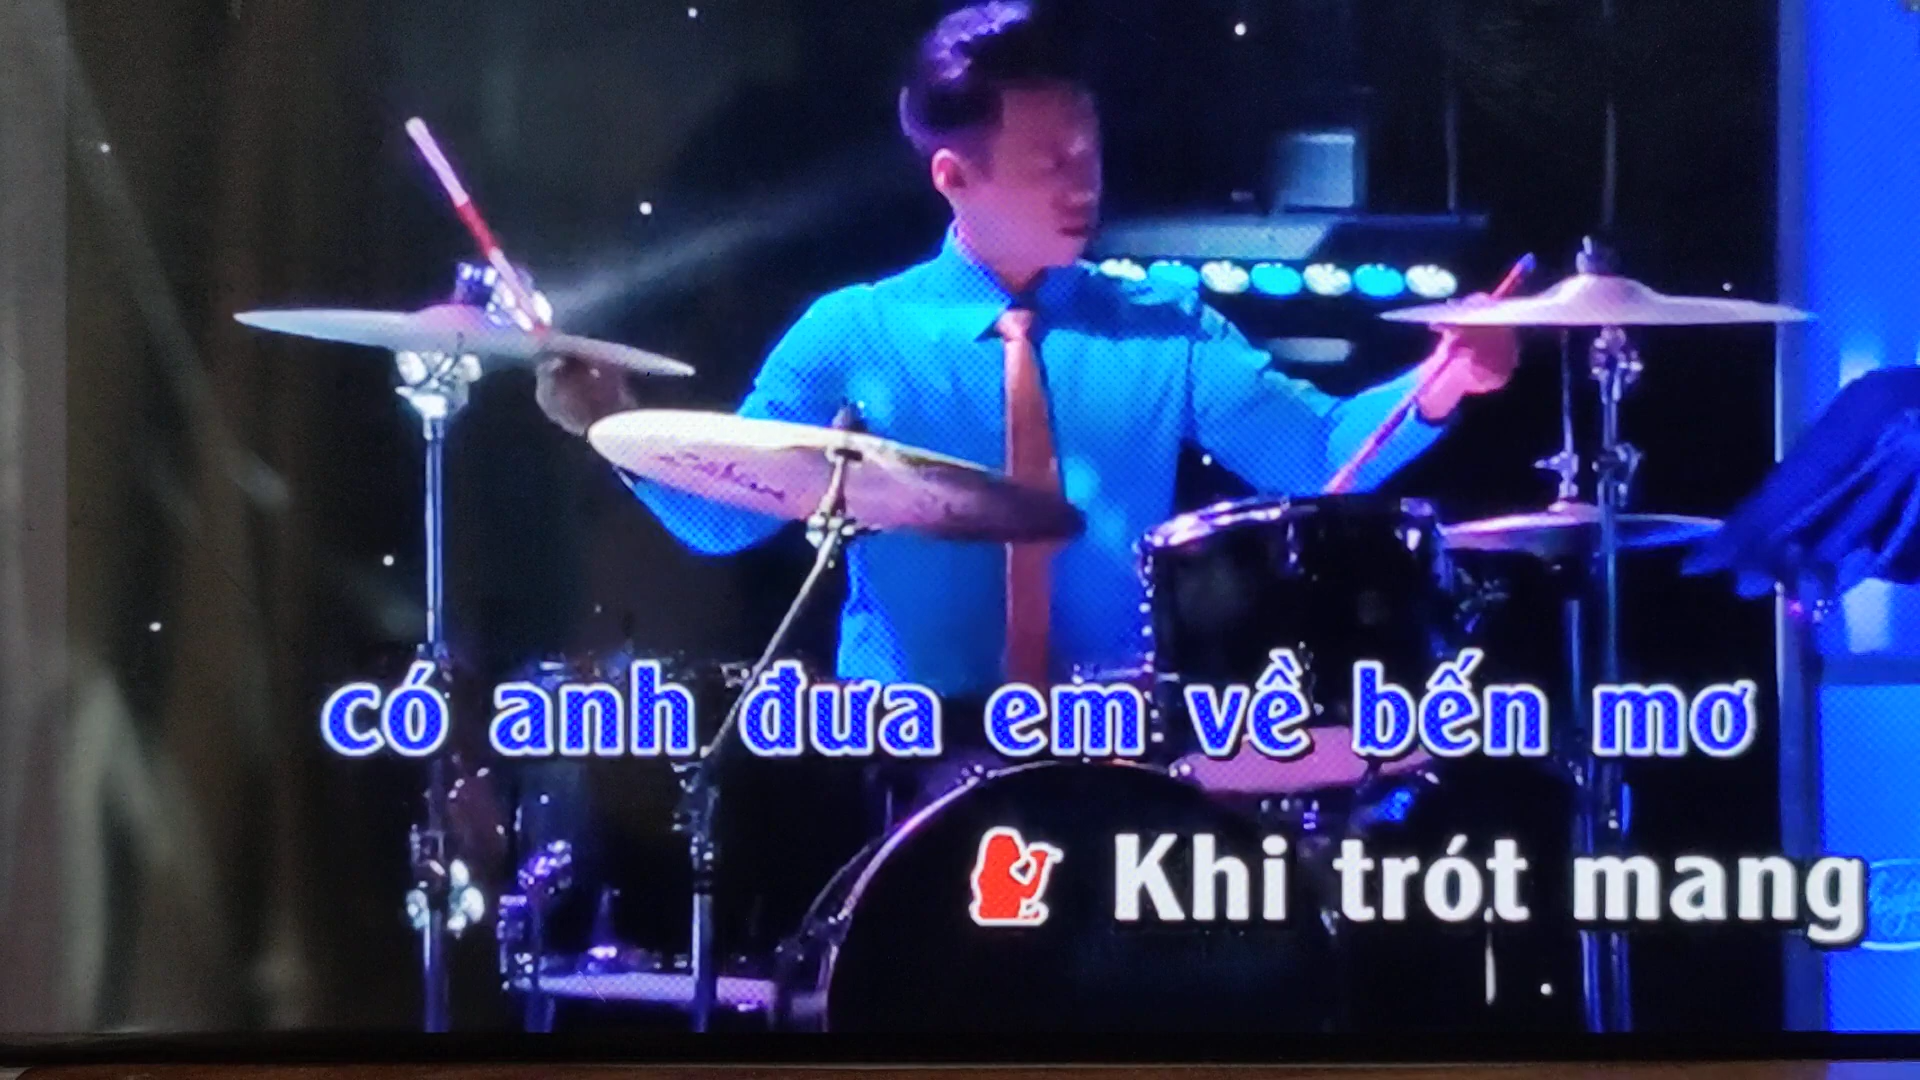 có anh đưa em về bến mơ
Khi trót mang